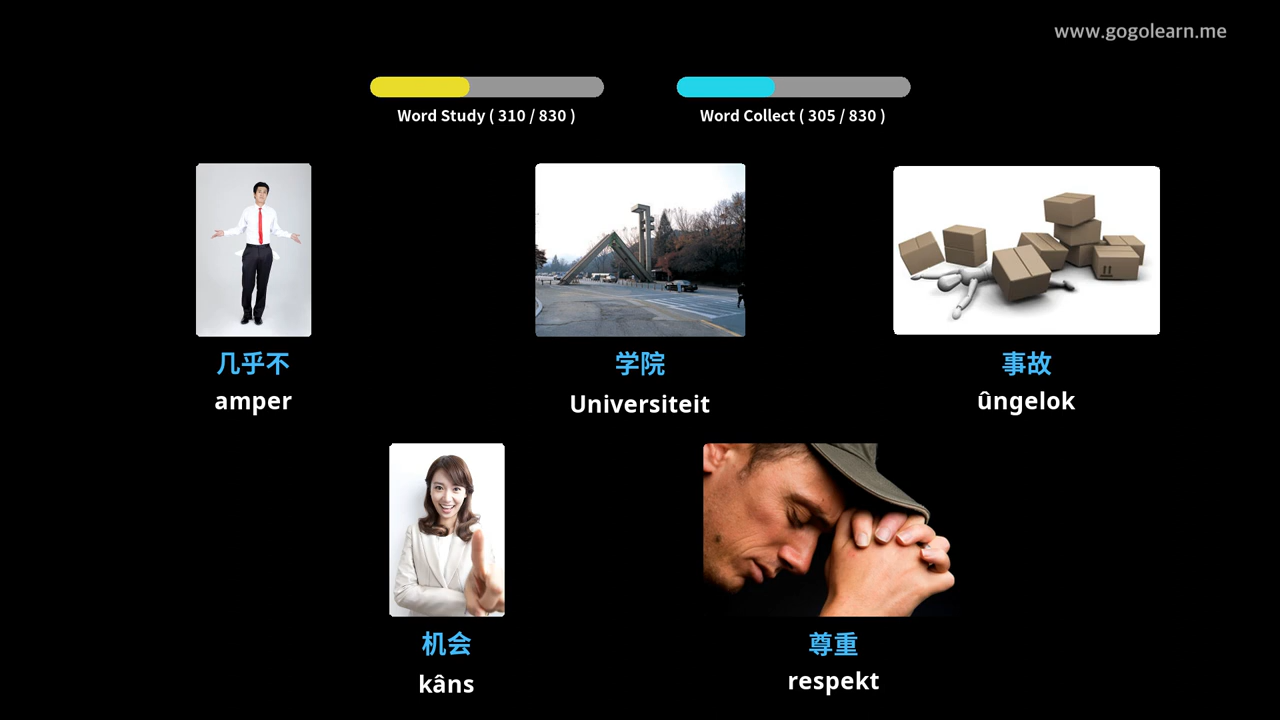 www.gogolearn.me
Word Study ( 310 / 830 )
Word Collect ( 305 / 830 )
几乎不
amper
学院
Universiteit
事故
ûngelok
机会
kâns
尊重
respekt